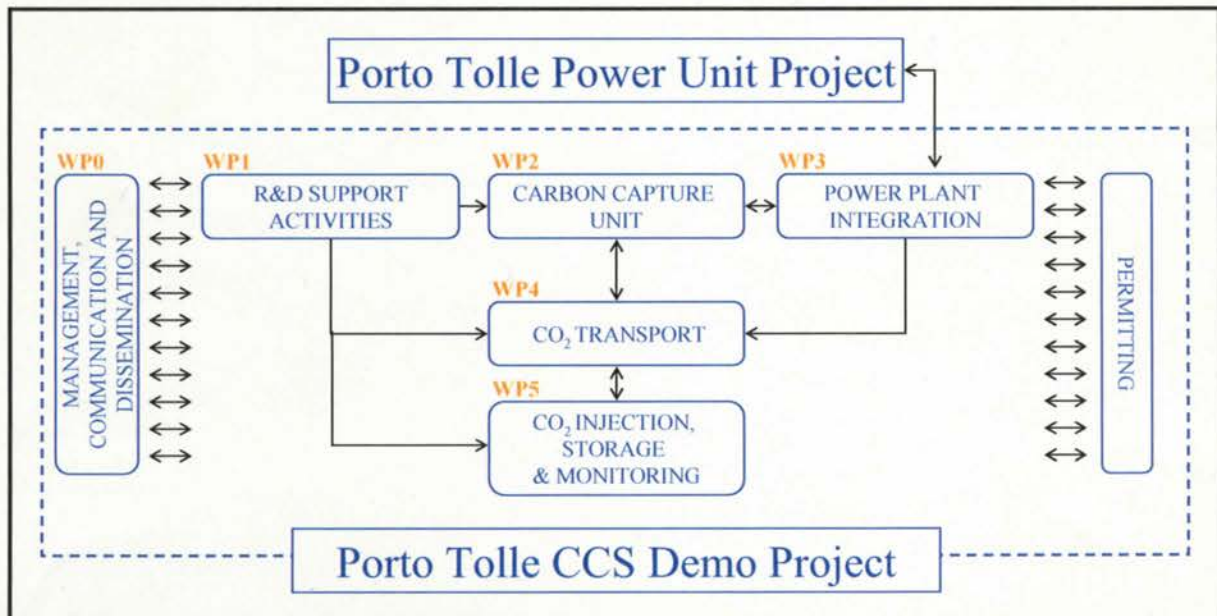 Porto Tolle Power Unit Project
WP0
MANAGEMENT,
COMMUNICATION AND
DISSEMINATION
WP1
R&D SUPPORT
ACTIVITIES
WP2
CARBON CAPTURE
UNIT
WP3
POWER PLANT
INTEGRATION
WP4
CO₂ TRANSPORT
WP5
CO₂ INJECTION,
STORAGE
& MONITORING
PERMITTING
Porto Tolle CCS Demo Project